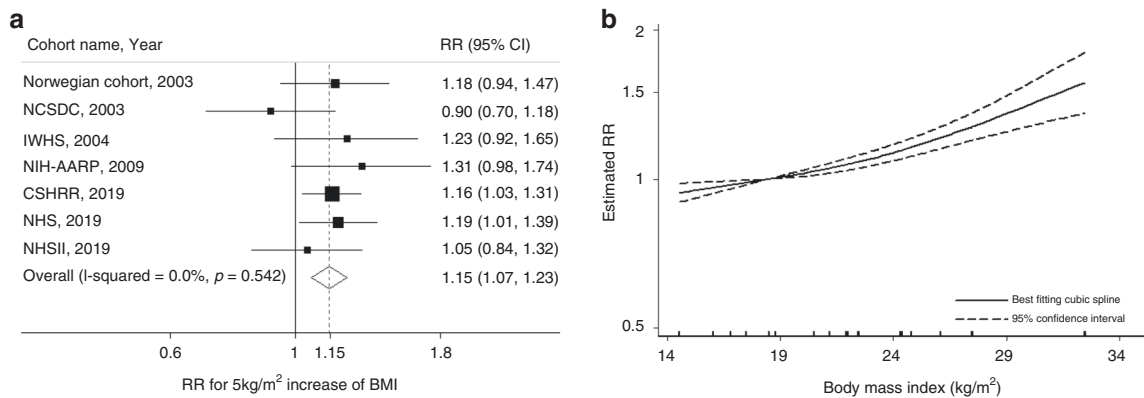 a
Cohort name, Year RR (95% CI)
Norwegian cohort, 2003 1.18 (0.94, 1.47)
NCSDC, 2003 0.90 (0.70, 1.18)
IWHS, 2004 1.23 (0.92, 1.65)
NIH-AARP, 2009 1.31 (0.98, 1.74)
CSHRR, 2019 1.16 (1.03, 1.31)
NHS, 2019 1.19 (1.01, 1.39)
NHSII, 2019 1.05 (0.84, 1.32)
Overall (I-squared = 0.0%, p = 0.542) 1.15 (1.07, 1.23)
0.6 1 1.15 1.8
RR for 5kg/m² increase of BMI
b
Estimated RR
2
1.5
1
0.5
Best fitting cubic spline
95% confidence interval
14 19 24 29 34
Body mass index (kg/m²)